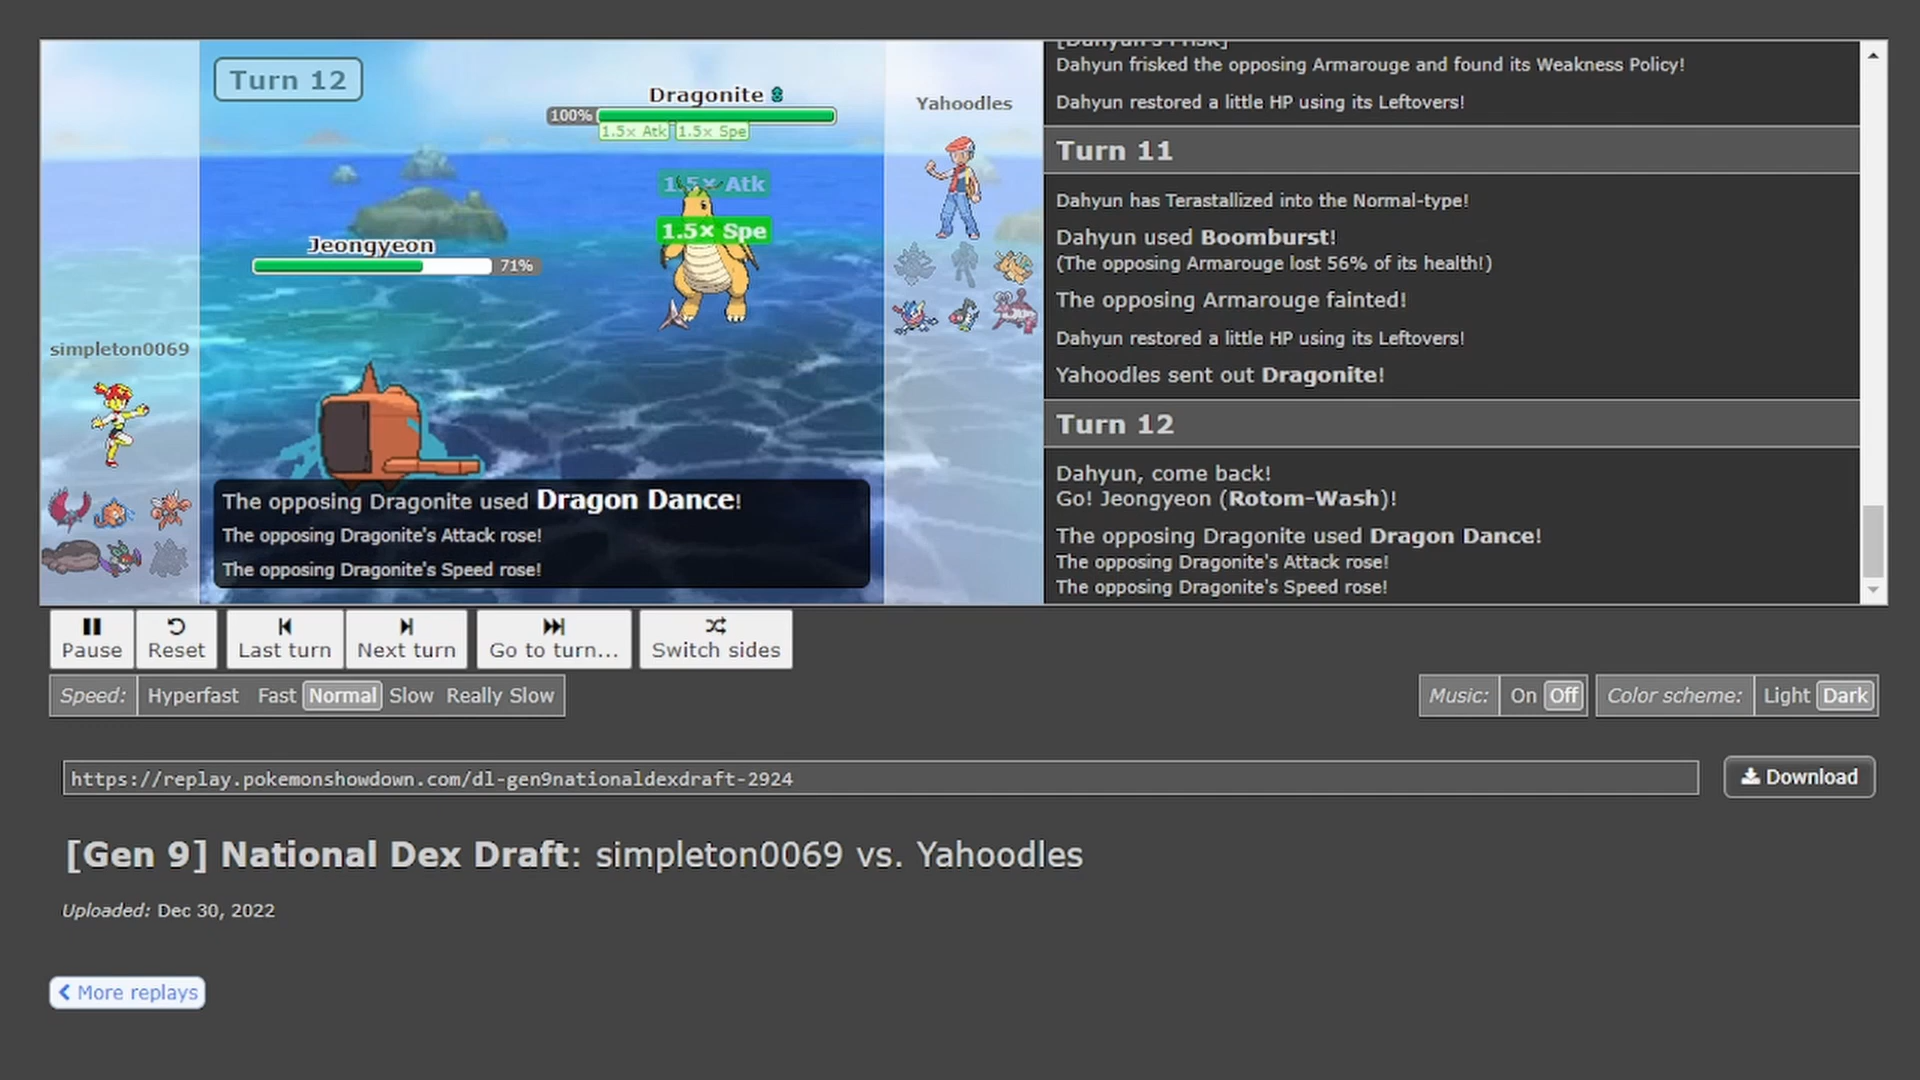 Turn 12
Dragonite
100%
1.5× Atk 1.5× Spe
1.5× Atk
1.5× Spe
Jeongyeon
71%
simpleton0069
Yahoodles
The opposing Dragonite used Dragon Dance!
The opposing Dragonite's Attack rose!
The opposing Dragonite's Speed rose!
[Dahyun's Frisk]
Dahyun frisked the opposing Armarouge and found its Weakness Policy!
Dahyun restored a little HP using its Leftovers!
Turn 11
Dahyun has Terastallized into the Normal-type!
Dahyun used Boomburst!
(The opposing Armarouge lost 56% of its health!)
The opposing Armarouge fainted!
Dahyun restored a little HP using its Leftovers!
Yahoodles sent out Dragonite!
Turn 12
Dahyun, come back!
Go! Jeongyeon (Rotom-Wash)!
The opposing Dragonite used Dragon Dance!
The opposing Dragonite's Attack rose!
The opposing Dragonite's Speed rose!
Pause Reset Last turn Next turn Go to turn... Switch sides
Speed: Hyperfast Fast Normal Slow Really Slow
Music: On Off Color scheme: Light Dark
https://replay.pokemonshowdown.com/dl-gen9nationaldexdraft-2924
Download
[Gen 9] National Dex Draft: simpleton0069 vs. Yahoodles
Uploaded: Dec 30, 2022
More replays